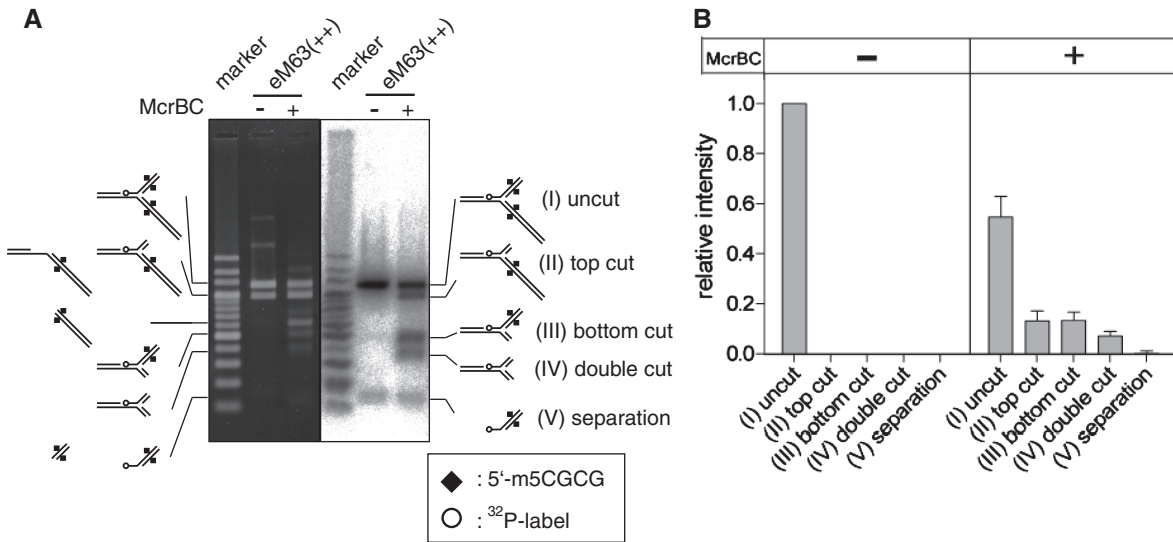 A
marker
eM63(++)
marker
eM63(++)
McrBC
- +
- +
(I) uncut
(II) top cut
(III) bottom cut
(IV) double cut
(V) separation
: 5'-m5CGCG
: 32P-label
B
McrBC
- +
relative intensity
1.0
0.8
0.6
0.4
0.2
0.0
(I) uncut
(II) top cut
(III) bottom cut
(IV) double cut
(V) separation
(I) uncut
(II) top cut
(III) bottom cut
(IV) double cut
(V) separation